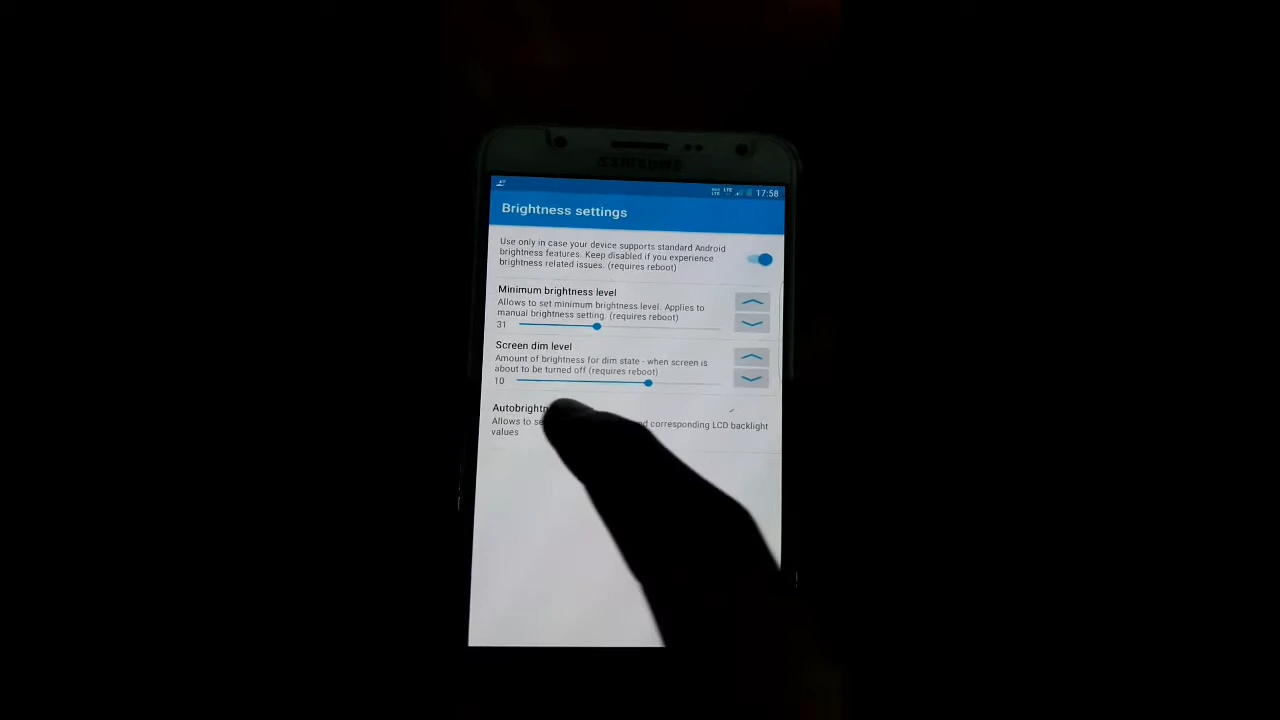 SAMSUNG
LTE LTE 17:58
Brightness settings
Use only in case your device supports standard Android
brightness features. Keep disabled if you experience
brightness related issues. (requires reboot)
Minimum brightness level
Allows to set minimum brightness level. Applies to
manual brightness setting. (requires reboot)
31
Screen dim level
Amount of brightness for dim state - when screen is
about to be turned off (requires reboot)
10
Allows to corresponding LCD backlight
values